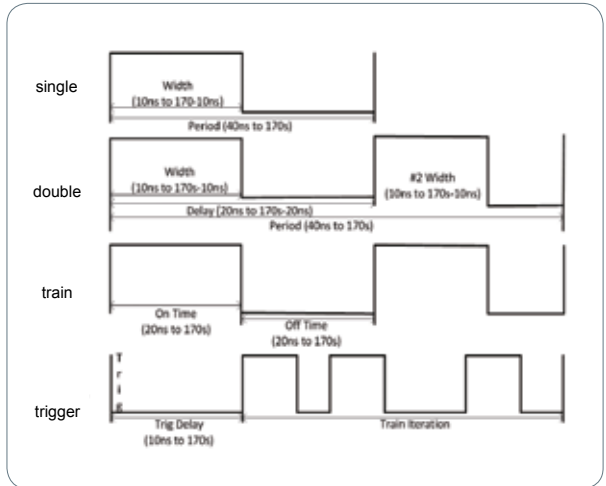 single
Width
(10ns to 170-10ns)
Period (40ns to 170s)
double
Width
(10ns to 170s-10ns)
#2 Width
(10ns to 170s-10ns)
Delay (20ns to 170s-20ns)
Period (40ns to 170s)
train
On Time
(20ns to 170s)
Off Time
(20ns to 170s)
trigger
Trig
Trig Delay
(10ns to 170s)
Train Iteration